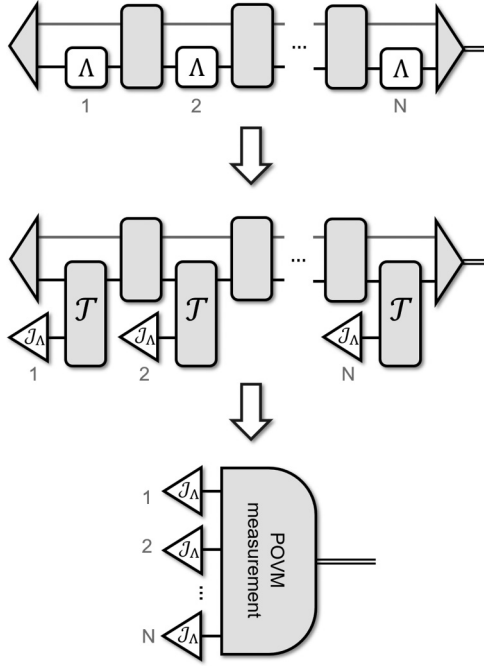 Λ Λ ... Λ
1 2 N
...
𝒯 𝒯 𝒯
𝒥Λ 𝒥Λ 𝒥Λ
1 2 N
1 𝒥Λ
2 𝒥Λ
...
N 𝒥Λ
POVM
measurement